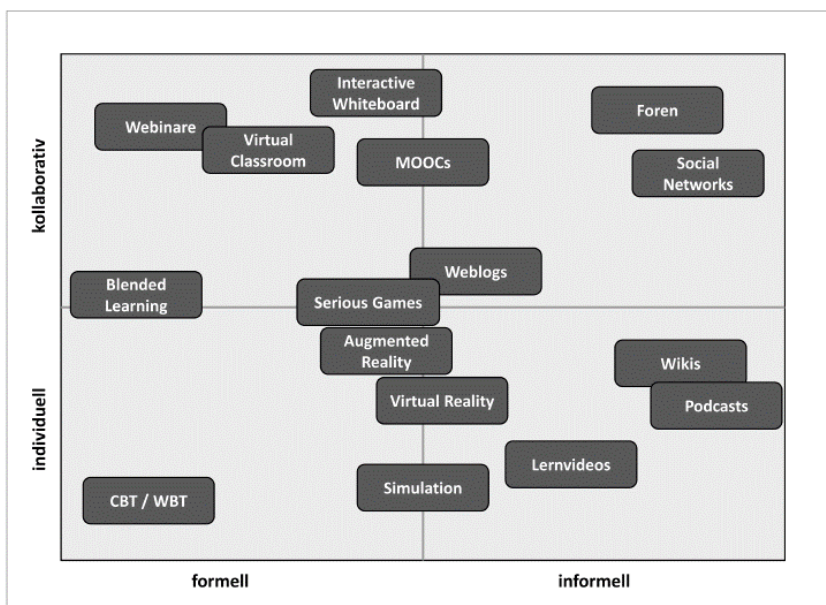 Interactive
Whiteboard
Webinare
Virtual
Classroom
MOOCs
Foren
Social
Networks
kollaborativ
Weblogs
Blended
Learning
Serious Games
Augmented
Reality
Virtual Reality
Wikis
Podcasts
individuell
Lernvideos
Simulation
CBT / WBT
formell
informell